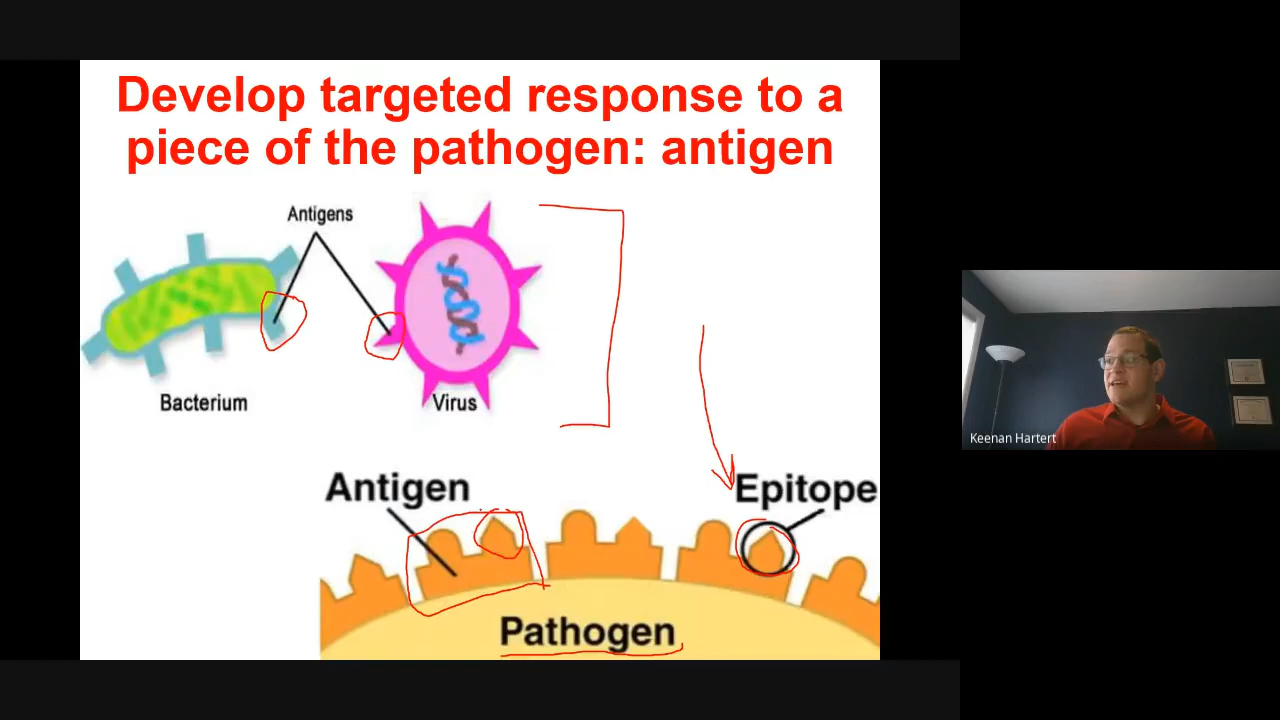 Develop targeted response to a
piece of the pathogen: antigen
Antigens
Bacterium
Virus
Antigen
Epitope
Pathogen
Keenan Hartert